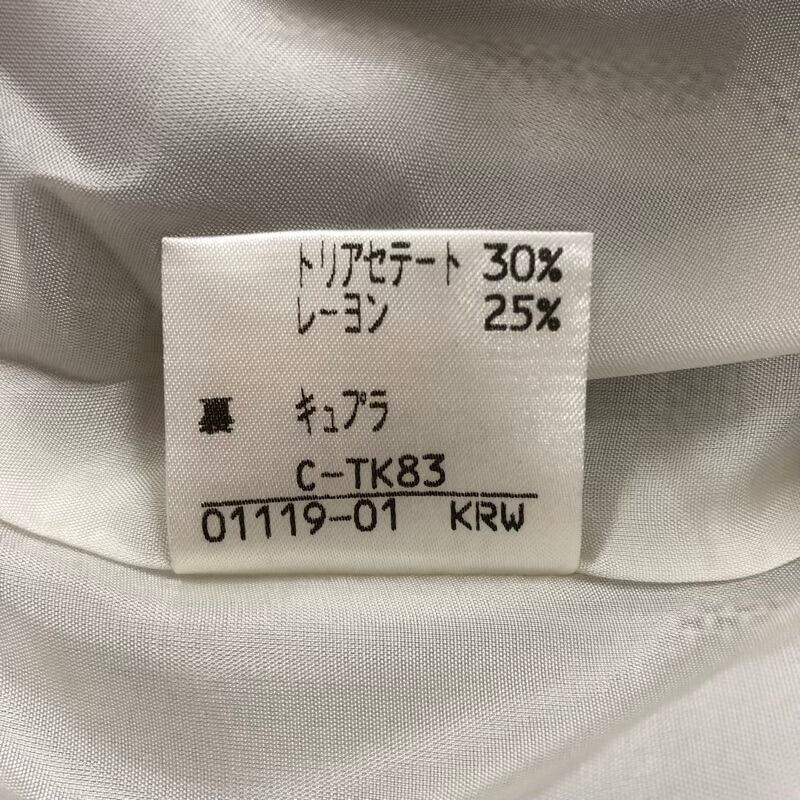 トリアセテート 30%
レーヨン 25%
裏 キュプラ
C-TK83
01119-01 KRW